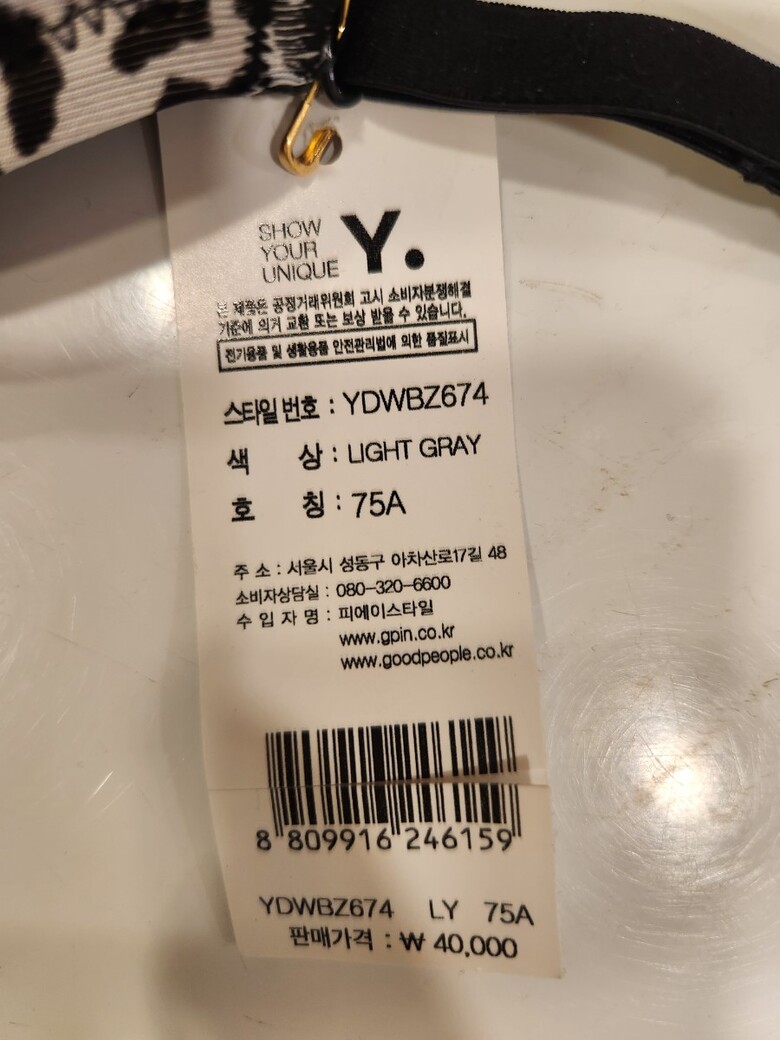 SHOW
YOUR
UNIQUE
Y.
본 제품은 공정거래위원회 고시 소비자분쟁해결
기준에 의거 교환 또는 보상 받을 수 있습니다.
전기용품 및 생활용품 안전관리법에 의한 품질표시
스타일 번호 : YDWBZ674
색 상 : LIGHT GRAY
호 칭 : 75A
주 소 : 서울시 성동구 아차산로17길 48
소비자상담실 : 080-320-6600
수 입 자 명 : 피에이스타일
www.gpin.co.kr
www.goodpeople.co.kr
8 809916 246159
YDWBZ674 LY 75A
판매가격 : ₩ 40,000